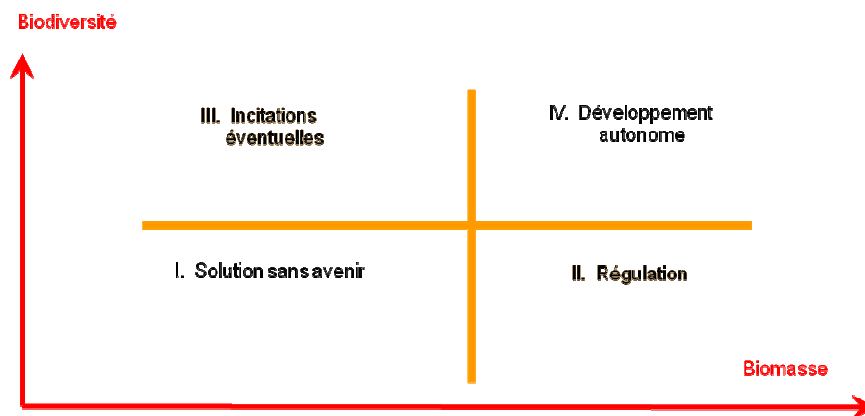 Biodiversité
III. Incitations
éventuelles
IV. Développement
autonome
I. Solution sans avenir
II. Régulation
Biomasse